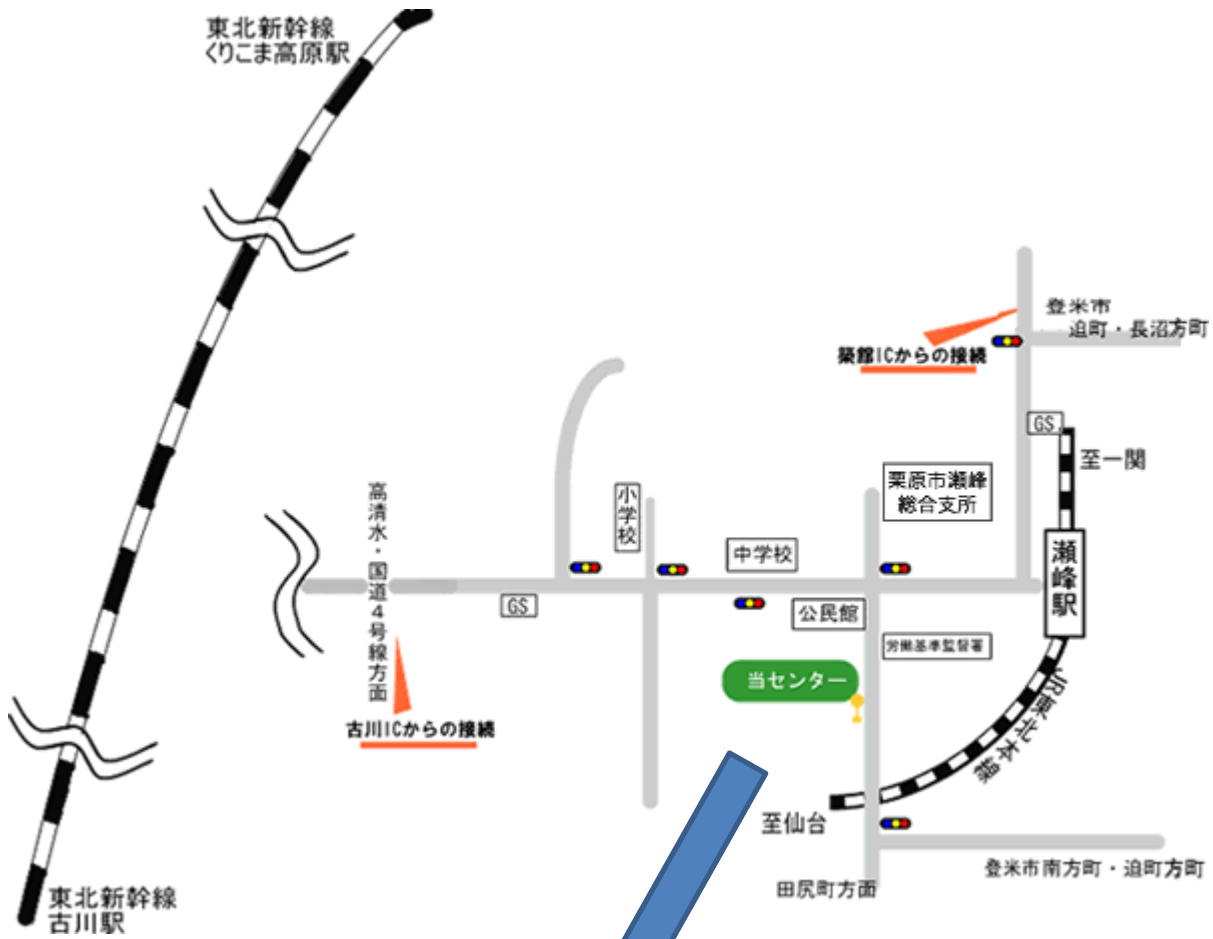 東北新幹線
くりこま高原駅
登米市
迫町・長沼方町
築館ICからの接続
GS
至一関
栗原市瀬峰
総合支所
小学校
高清水・国道4号線方面
中学校
瀬峰駅
GS
公民館
労働基準監督署
当センター
JR東北本線
古川ICからの接続
至仙台
登米市南方町・迫町方町
田尻町方面
東北新幹線
古川駅